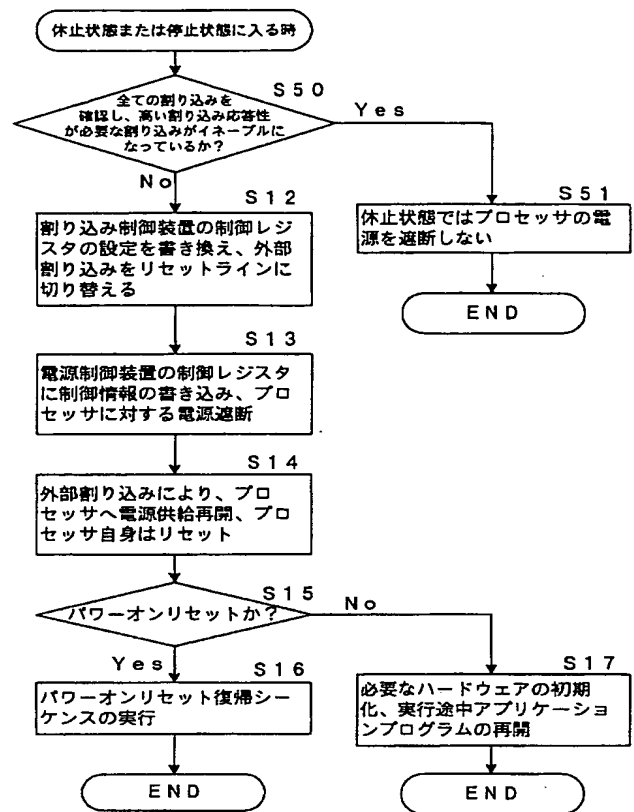 休止状態または停止状態に入る時
S50
全ての割り込みを
確認し、高い割り込み応答性
が必要な割り込みがイネーブルに
なっているか?
Yes
No
S12
割り込み制御装置の制御レジ
スタの設定を書き換え、外部
割り込みをリセットラインに
切り替える
S51
休止状態ではプロセッサの電
源を遮断しない
END
S13
電源制御装置の制御レジスタ
に制御情報の書き込み、プロ
セッサに対する電源遮断
S14
外部割り込みにより、プロ
セッサへ電源供給再開、プロ
セッサ自身はリセット
S15
パワーオンリセットか?
No
Yes
S16
パワーオンリセット復帰シー
ケンスの実行
END
S17
必要なハードウェアの初期
化、実行途中アプリケーション
プログラムの再開
END